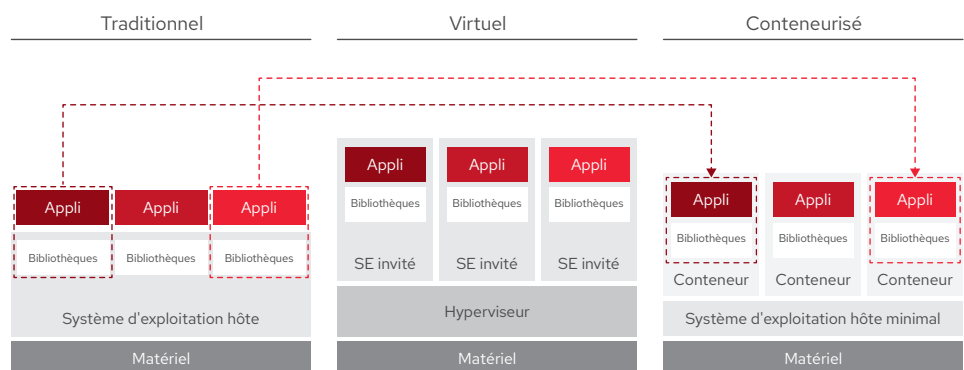 Traditionnel
Virtuel
Conteneurisé
Appli Appli Appli
Bibliothèques Bibliothèques Bibliothèques
Système d'exploitation hôte
Matériel
Appli Appli Appli
Bibliothèques Bibliothèques Bibliothèques
SE invité SE invité SE invité
Hyperviseur
Matériel
Appli Appli Appli
Bibliothèques Bibliothèques Bibliothèques
Conteneur Conteneur Conteneur
Système d'exploitation hôte minimal
Matériel